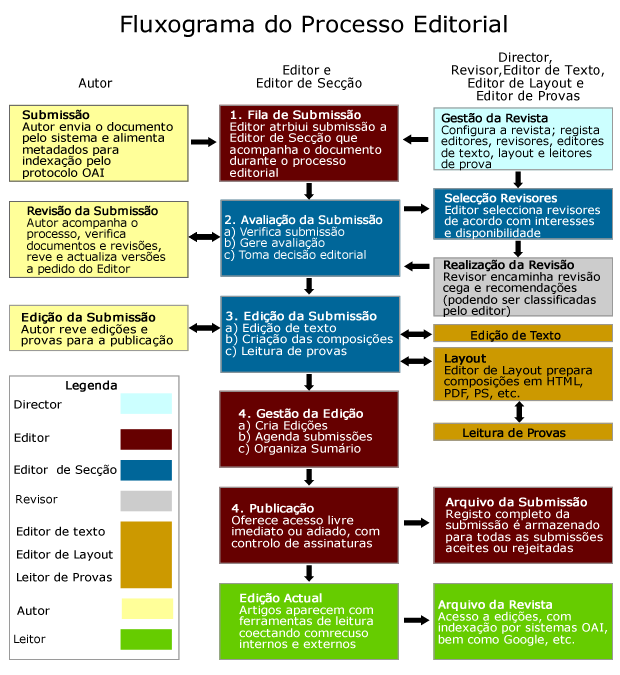 Fluxograma do Processo Editorial
Autor
Editor e
Editor de Secção
Director,
Revisor,Editor de Texto,
Editor de Layout e
Editor de Provas
Submissão
Autor envia o documento
pelo sistema e alimenta
metadados para
indexação pelo
protocolo OAI
1. Fila de Submissão
Editor atrbiui submissão a
Editor de Secção que
acompanha o documento
durante o processo
editorial
Gestão da Revista
Configura a revista; regista
editores, revisores, editores
de texto, layout e leitores
de prova
Revisão da Submissão
Autor acompanha o
processo, verifica
documentos e revisões,
reve e actualiza versões
a pedido do Editor
2. Avaliação da Submissão
a) Verifica submissão
b) Gere avaliação
c) Toma decisão editorial
Selecção Revisores
Editor selecciona revisores
de acordo com interesses
e disponibilidade
Realização da Revisão
Revisor encaminha revisão
cega e recomendações
(podendo ser classificadas
pelo editor)
Edição da Submissão
Autor reve edições e
provas para a publicação
3. Edição da Submissão
a) Edição de texto
b) Criação das composições
c) Leitura de provas
Edição de Texto
Layout
Editor de Layout prepara
composições em HTML,
PDF, PS, etc.
Leitura de Provas
Legenda
Director
Editor
Editor de Secção
Revisor
Editor de texto
Editor de Layout
Leitor de Provas
Autor
Leitor
4. Gestão da Edição
a) Cria Edições
b) Agenda submissões
c) Organiza Sumário
4. Publicação
Oferece acesso livre
imediato ou adiado, com
controlo de assinaturas
Arquivo da Submissão
Registo completo da
submissão é armazenado
para todas as submissões
aceites ou rejeitadas
Edição Actual
Artigos aparecem com
ferramentas de leitura
coectando comrecuso
internos e externos
Arquivo da Revista
Acesso a edições, com
indexação por sistemas OAI,
bem como Google, etc.